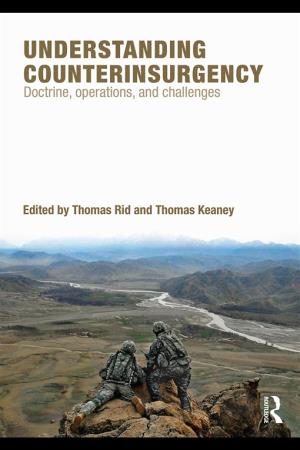 UNDERSTANDING
COUNTERINSURGENCY
Doctrine, operations, and challenges
Edited by Thomas Rid and Thomas Keaney
R
ROUTLEDGE